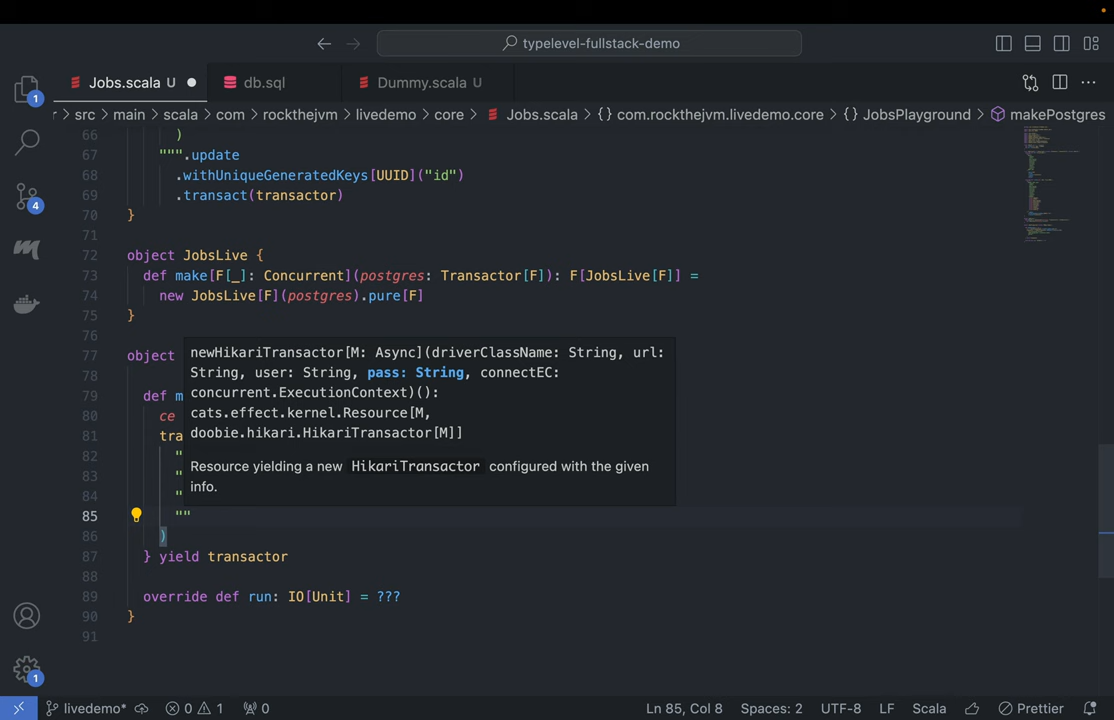 typelevel-fullstack-demo
Jobs.scala U
db.sql
Dummy.scala U
r > src > main > scala > com > rockthejvm > livedemo > core > Jobs.scala > {} com.rockthejvm.livedemo.core > {} JobsPlayground > makePostgres
66 )
67 """.update
68 .withUniqueGeneratedKeys[UUID]("id")
69 .transact(transactor)
70 }
71
72 object JobsLive {
73 def make[F[_]: Concurrent](postgres: Transactor[F]): F[JobsLive[F]] =
74 new JobsLive[F](postgres).pure[F]
75 }
76
77 object
78
79 def m
80 ce
81 tra
82 "
83 "
84 "
85 ""
86 )
87 } yield transactor
88
89 override def run: IO[Unit] = ???
90 }
91
newHikariTransactor[M: Async](driverClassName: String, url:
String, user: String, pass: String, connectEC:
concurrent.ExecutionContext)():
cats.effect.kernel.Resource[M,
doobie.hikari.HikariTransactor[M]]
Resource yielding a new HikariTransactor configured with the given
info.
1
4
1
livedemo* 0 1 0 Ln 85, Col 8 Spaces: 2 UTF-8 LF Scala Prettier